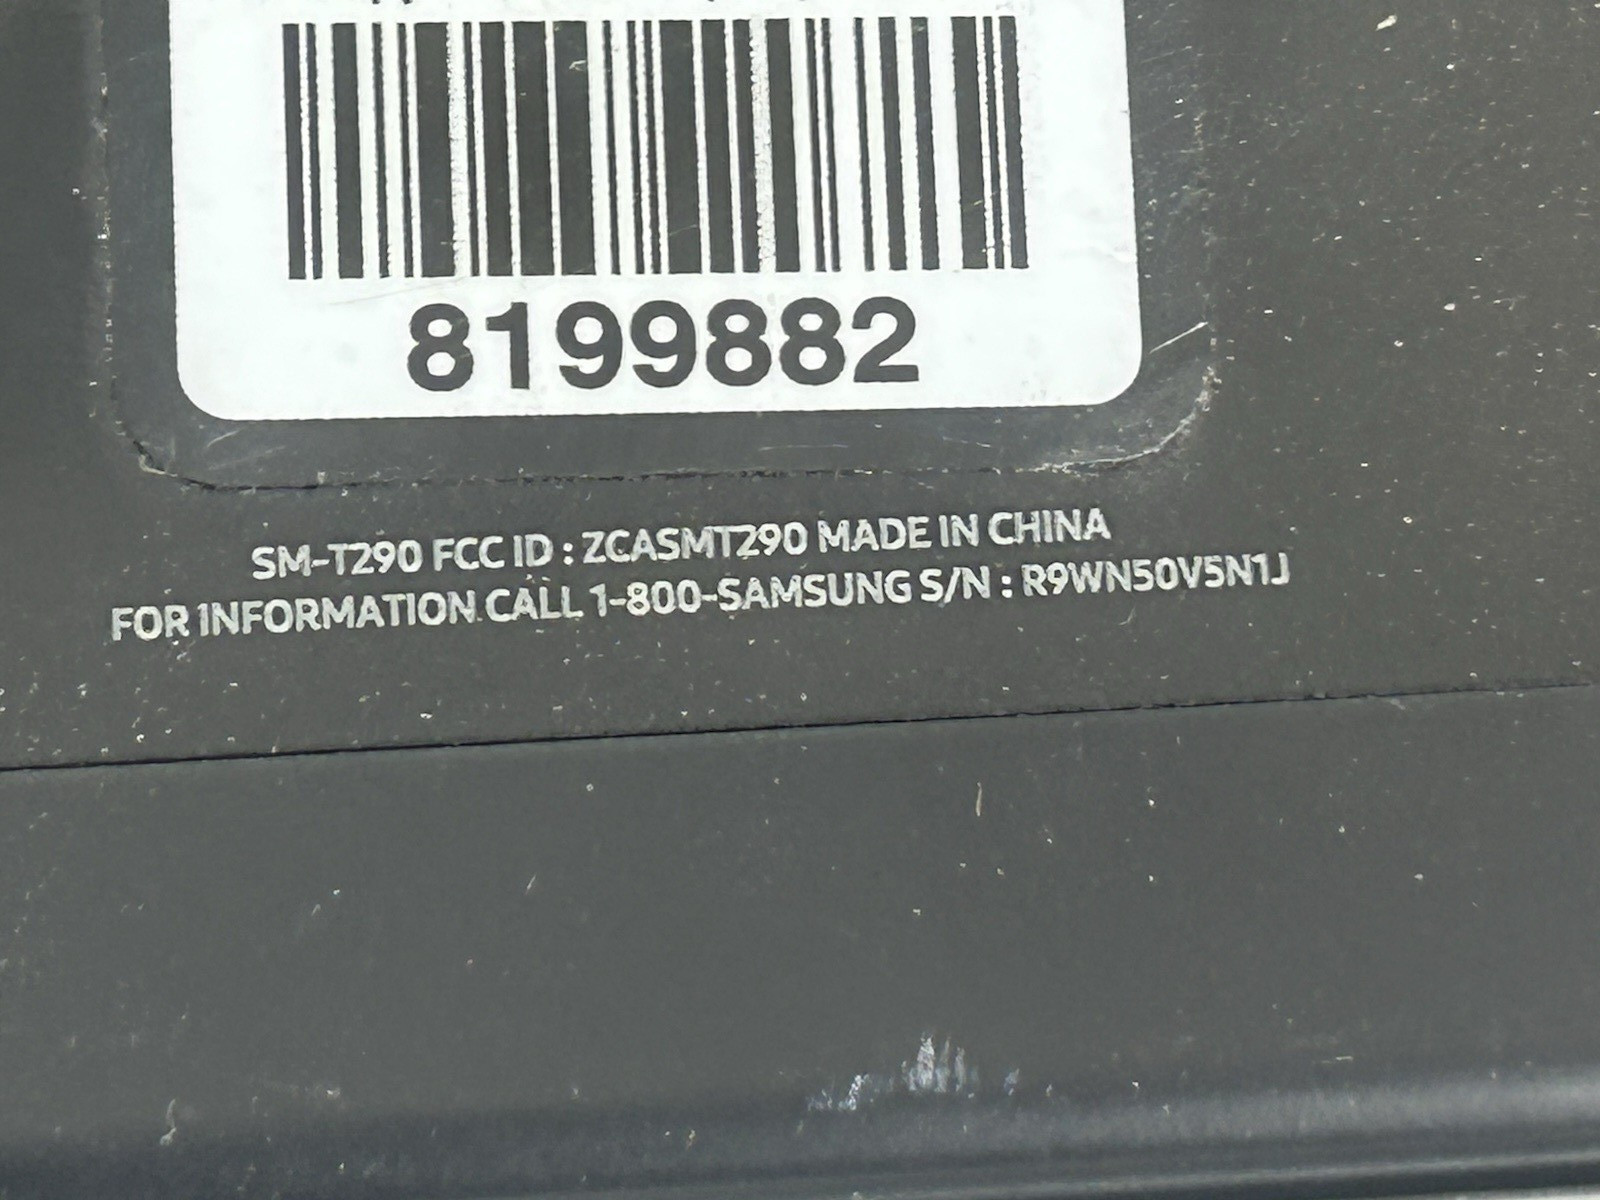 8199882
SM-T290 FCC ID : ZCASMT290 MADE IN CHINA
FOR INFORMATION CALL 1-800-SAMSUNG S/N : R9WN50V5N1J